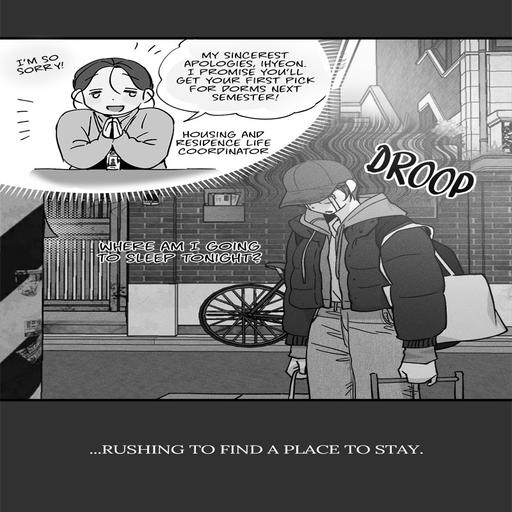 I'M SO
SORRY!
MY SINCEREST
APOLOGIES, IHYEON.
I PROMISE YOU'LL
GET YOUR FIRST PICK
FOR DORMS NEXT
SEMESTER!
HOUSING AND
RESIDENCE LIFE
COORDINATOR
DROOP
WHERE AM I GOING
TO SLEEP TONIGHT?
...RUSHING TO FIND A PLACE TO STAY.